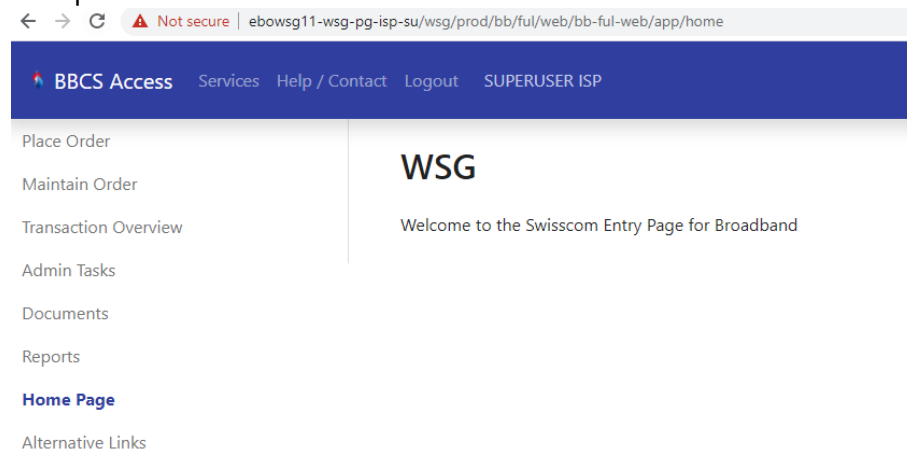 Not secure | ebowsg11-wsg-pg-isp-su/wsg/prod/bb/ful/web/bb-ful-web/app/home
BBCS Access Services Help / Contact Logout SUPERUSER ISP
Place Order
WSG
Maintain Order
Transaction Overview
Welcome to the Swisscom Entry Page for Broadband
Admin Tasks
Documents
Reports
Home Page
Alternative Links